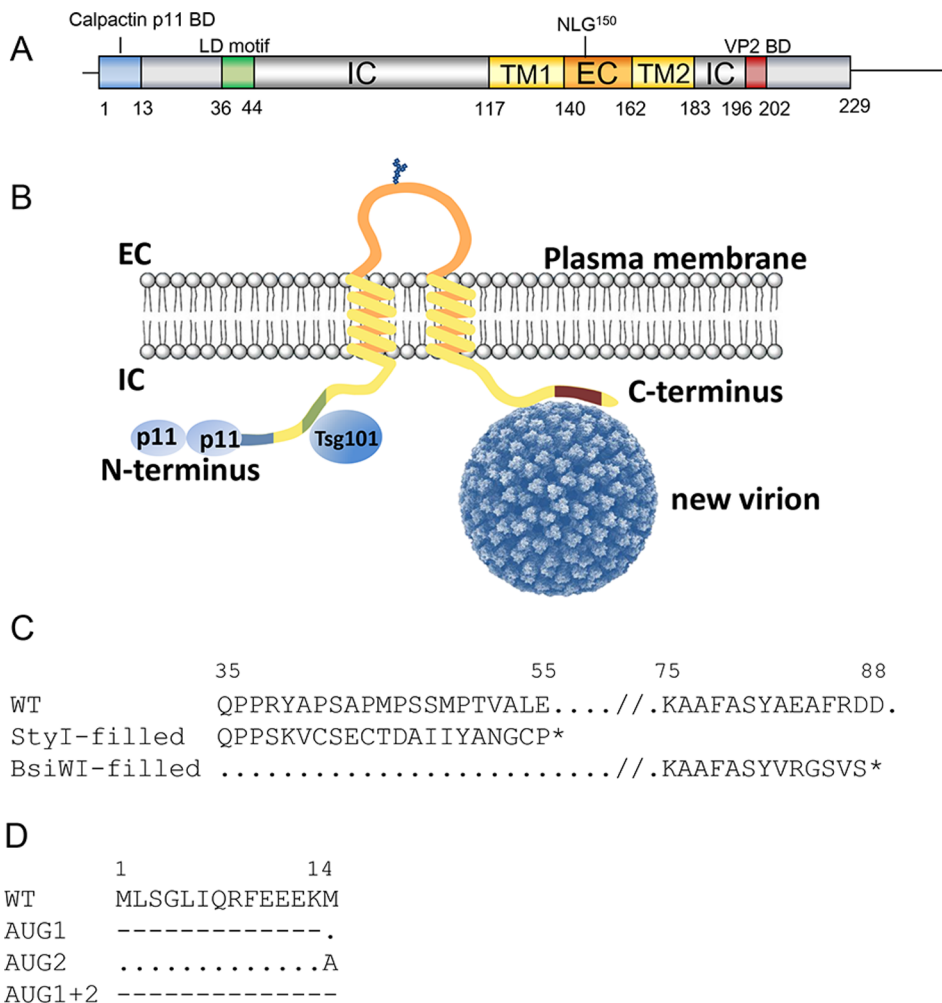 A
Calpactin p11 BD
LD motif
NLG150
VP2 BD
IC TM1 EC TM2 IC
1 13 36 44 117 140 162 183 196 202 229
B
EC
Plasma membrane
IC
C-terminus
p11 p11 Tsg101
N-terminus
new virion
C
35 55 75 88
WT QPPRYAPSAPMPSSMPTVALE....//.KAAFASYAEAFRDD.
StyI-filled QPPSKVCSECTDAIIYANGCP*
BsiWI-filled .........................//.KAAFASYVRGSVS*
D
1 14
WT MLSGLIQRFEEEKM
AUG1 -------------.
AUG2 .............A
AUG1+2 --------------